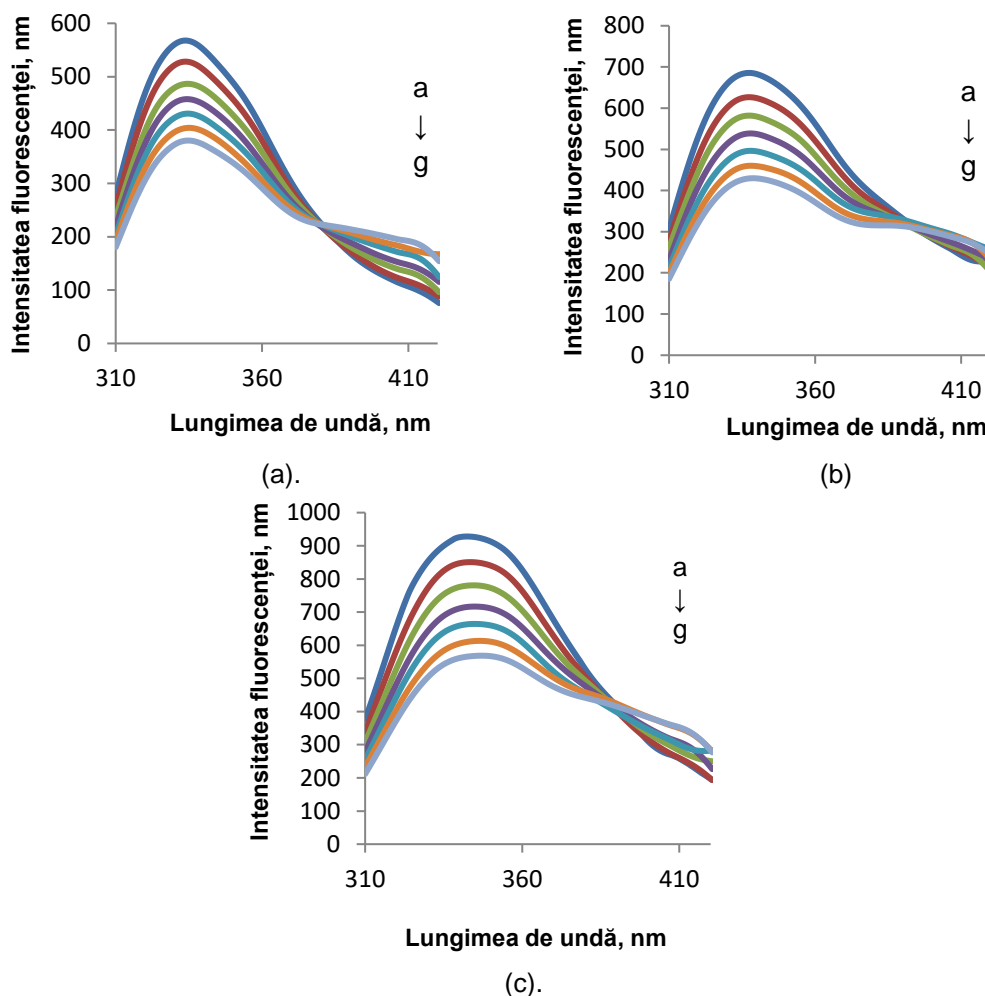 Intensitatea fluorescenței, nm
600
500
400
300
200
100
0
310
360
410
a
↓
g
Lungimea de undă, nm
(a).
Intensitatea fluorescenței, nm
800
700
600
500
400
300
200
100
0
310
360
410
a
↓
g
Lungimea de undă, nm
(b)
Intensitatea fluorescenței, nm
1000
900
800
700
600
500
400
300
200
100
0
310
360
410
a
↓
g
Lungimea de undă, nm
(c).